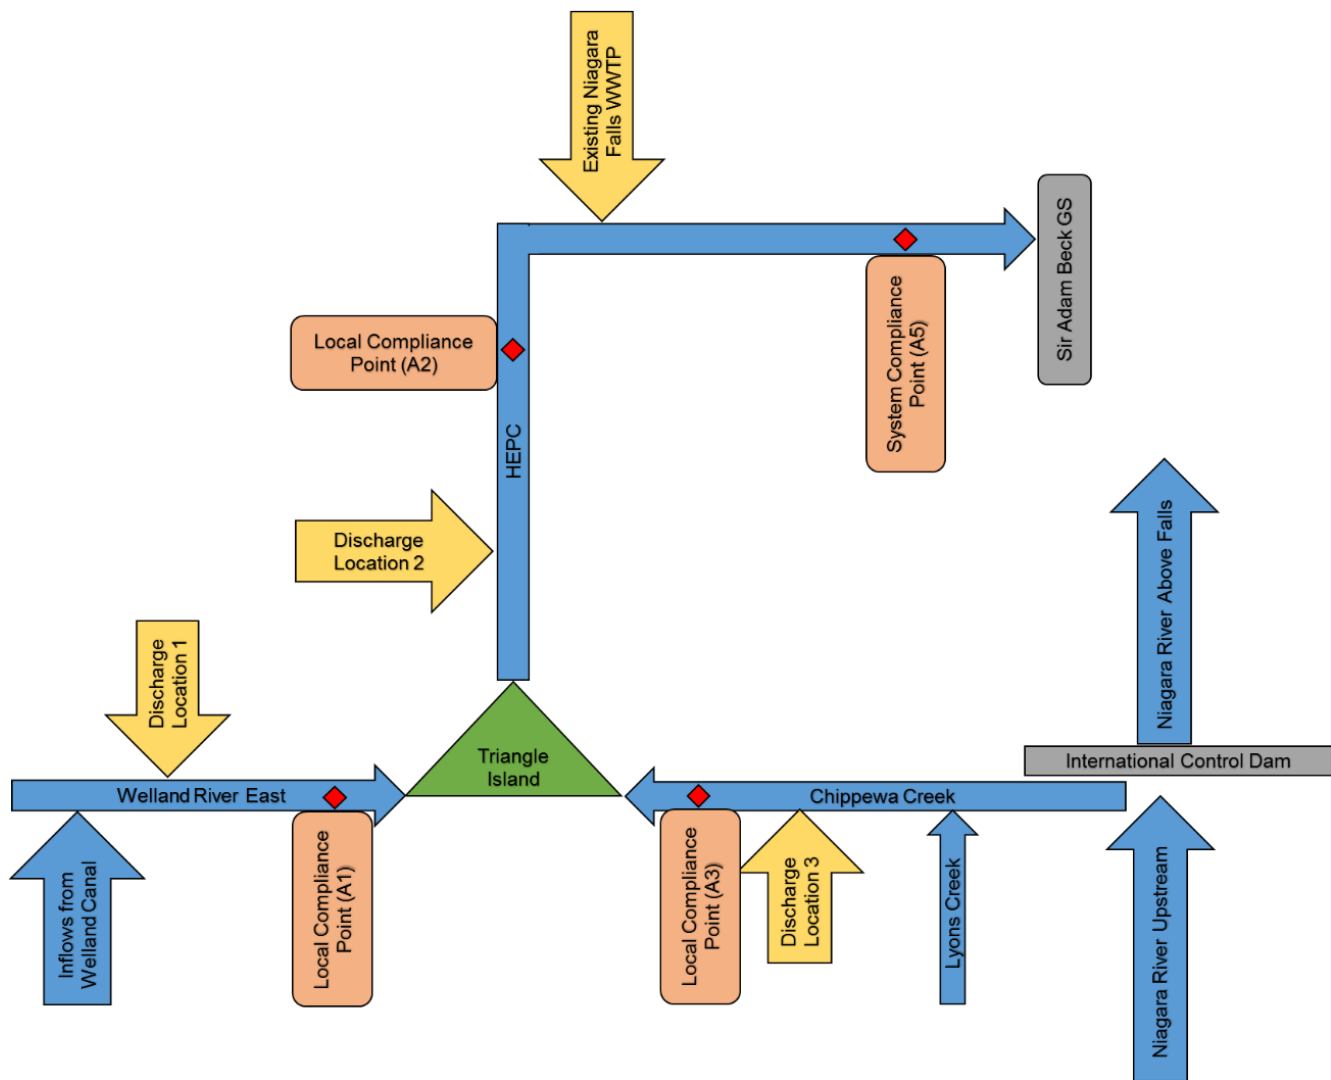 Existing Niagara
Falls WWTP
Sir Adam Beck GS
Local Compliance
Point (A2)
System Compliance
Point (A5)
HEPC
Discharge
Location 2
Niagara River Above Falls
Discharge
Location 1
Triangle
Island
International Control Dam
Welland River East
Chippewa Creek
Inflows from
Welland Canal
Local Compliance
Point (A1)
Local Compliance
Point (A3)
Discharge
Location 3
Lyons Creek
Niagara River Upstream